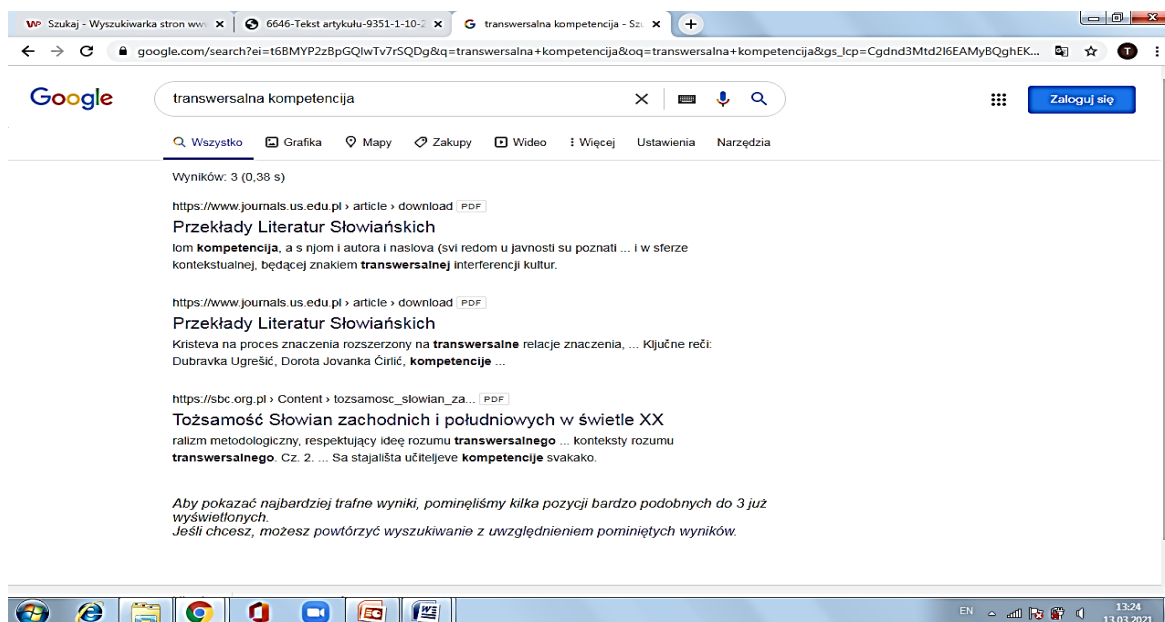 Szukaj - Wyszukiwarka stron www
6646-Tekst artykułu-9351-1-10-2
transwersalna kompetencja - Szu
google.com/search?ei=t6BMYP2zBpGQlwTv7rSQDg&q=transwersalna+kompetencja&oq=transwersalna+kompetencja&gs_lcp=Cgdnd3Mtd2l6EAMyBQghEK...
Google
transwersalna kompetencija
Zaloguj się
Wszystko Grafika Mapy Zakupy Wideo Więcej Ustawienia Narzędzia
Wyników: 3 (0,38 s)
https://www.journals.us.edu.pl › article › download PDF
Przekłady Literatur Słowiańskich
lom kompetencija, a s njom i autora i naslova (svi redom u javnosti su poznati ... i w sferze
kontekstualnej, będącej znakiem transwersalnej interferencji kultur.
https://www.journals.us.edu.pl › article › download PDF
Przekłady Literatur Słowiańskich
Kristeva na proces znaczenia rozszerzony na transwersalne relacje znaczenia, ... Ključne reči:
Dubravka Ugrešić, Dorota Jovanka Ćirlić, kompetencije ...
https://sbc.org.pl › Content › tozsamosc_slowian_za... PDF
Tożsamość Słowian zachodnich i południowych w świetle XX
ralizm metodologiczny, respektujący ideę rozumu transwersalnego ... konteksty rozumu
transwersalnego. Cz. 2. ... Sa stajališta učiteljeve kompetencije svakako.
Aby pokazać najbardziej trafne wyniki, pominęliśmy kilka pozycji bardzo podobnych do 3 już
wyświetlonych.
Jeśli chcesz, możesz powtórzyć wyszukiwanie z uwzględnieniem pominiętych wyników.
EN
13:24
13.03.2021